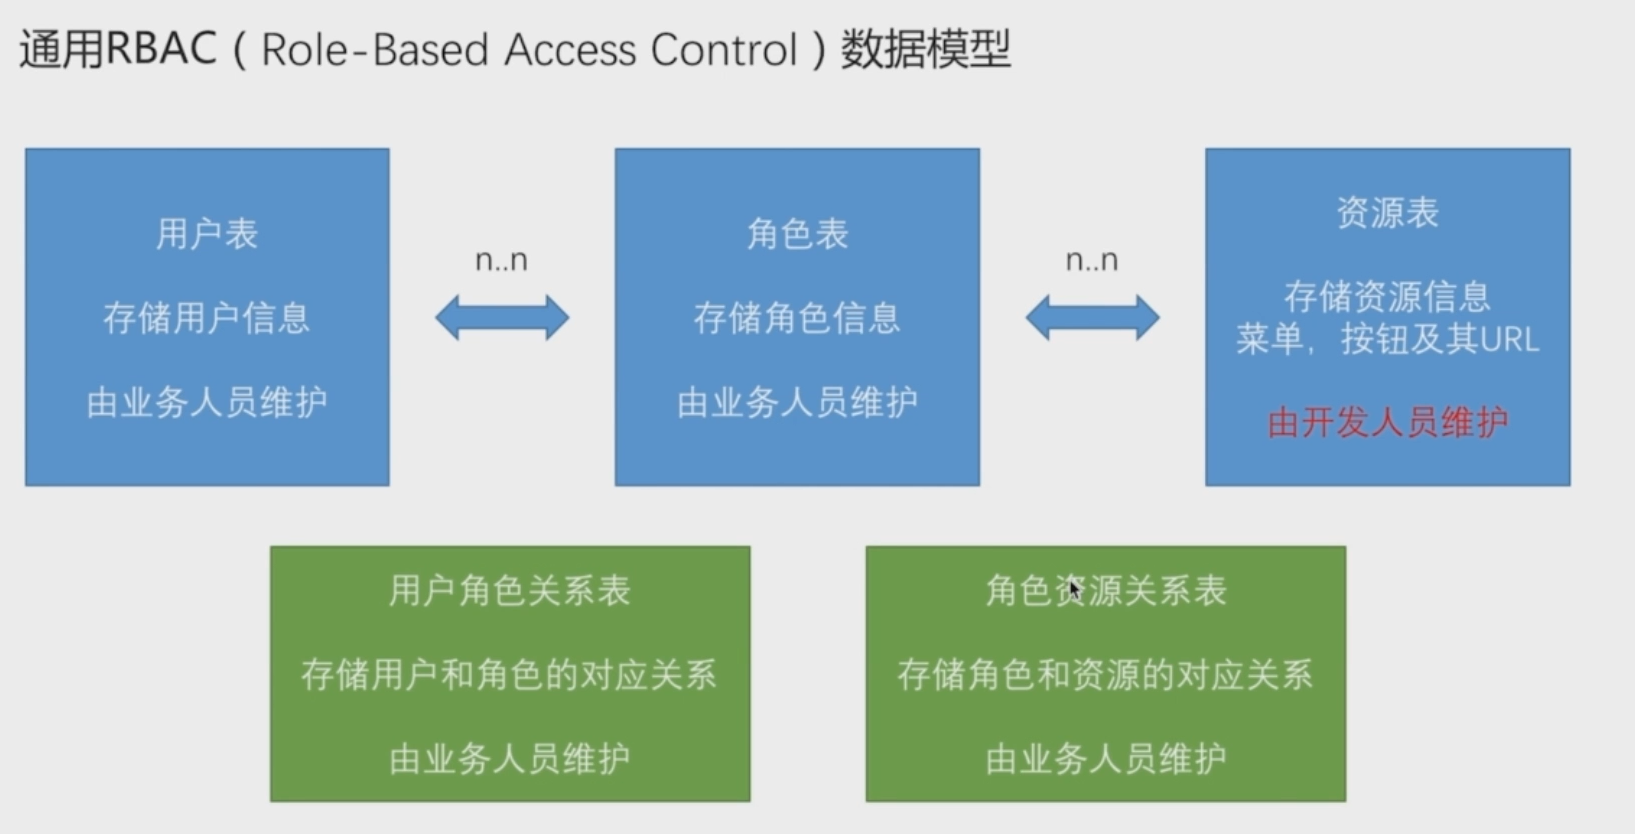 通用RBAC（Role-Based Access Control）数据模型
用户表
存储用户信息
由业务人员维护
n..n
角色表
存储角色信息
由业务人员维护
n..n
资源表
存储资源信息
菜单，按钮及其URL
由开发人员维护
用户角色关系表
存储用户和角色的对应关系
由业务人员维护
角色资源关系表
存储角色和资源的对应关系
由业务人员维护